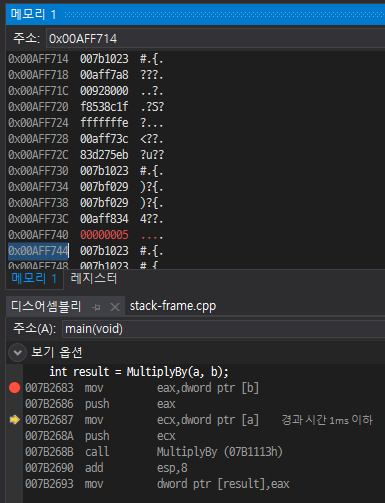 메모리 1
주소: 0x00AFF714
0x00AFF714 007b1023 #.{.
0x00AFF718 00aff7a8 ???.
0x00AFF71C 00928000 ..?.
0x00AFF720 f8538c1f .?S?
0x00AFF724 fffffffe ?...
0x00AFF728 00aff73c <??.
0x00AFF72C 83d275eb ?u??
0x00AFF730 007b1023 #.{.
0x00AFF734 007bf029 )?{.
0x00AFF738 007bf029 )?{.
0x00AFF73C 00aff834 4??.
0x00AFF740 00000005 ....
0x00AFF744 007b1023 #.{.
0x00AFF748 007b1023 #.{.
메모리 1 레지스터
디스어셈블리 stack-frame.cpp
주소(A): main(void)
보기 옵션
int result = MultiplyBy(a, b);
007B2683 mov eax,dword ptr [b]
007B2686 push eax
007B2687 mov ecx,dword ptr [a] 경과 시간 1ms 이하
007B268A push ecx
007B268B call MultiplyBy (07B1113h)
007B2690 add esp,8
007B2693 mov dword ptr [result],eax